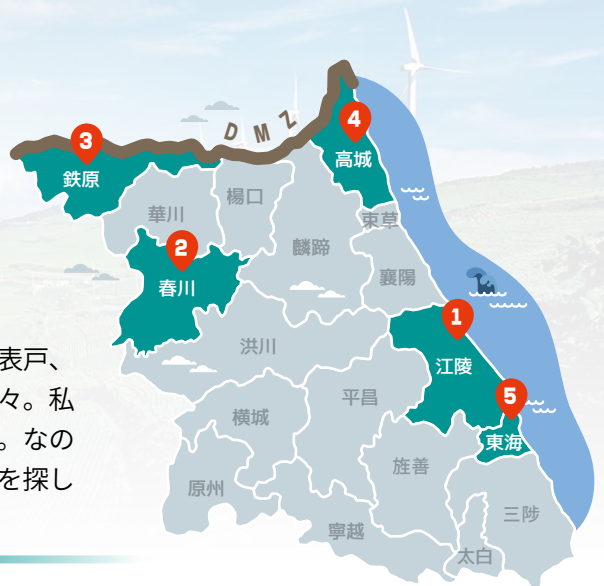 DMZ
3
鉄原
4
高城
華川
楊口
束草
2
春川
麟蹄
襄陽
1
江陵
洪川
5
東海
平昌
横城
旌善
原州
三陟
寧越
太白
表戸、
々。私
。なの
を探し